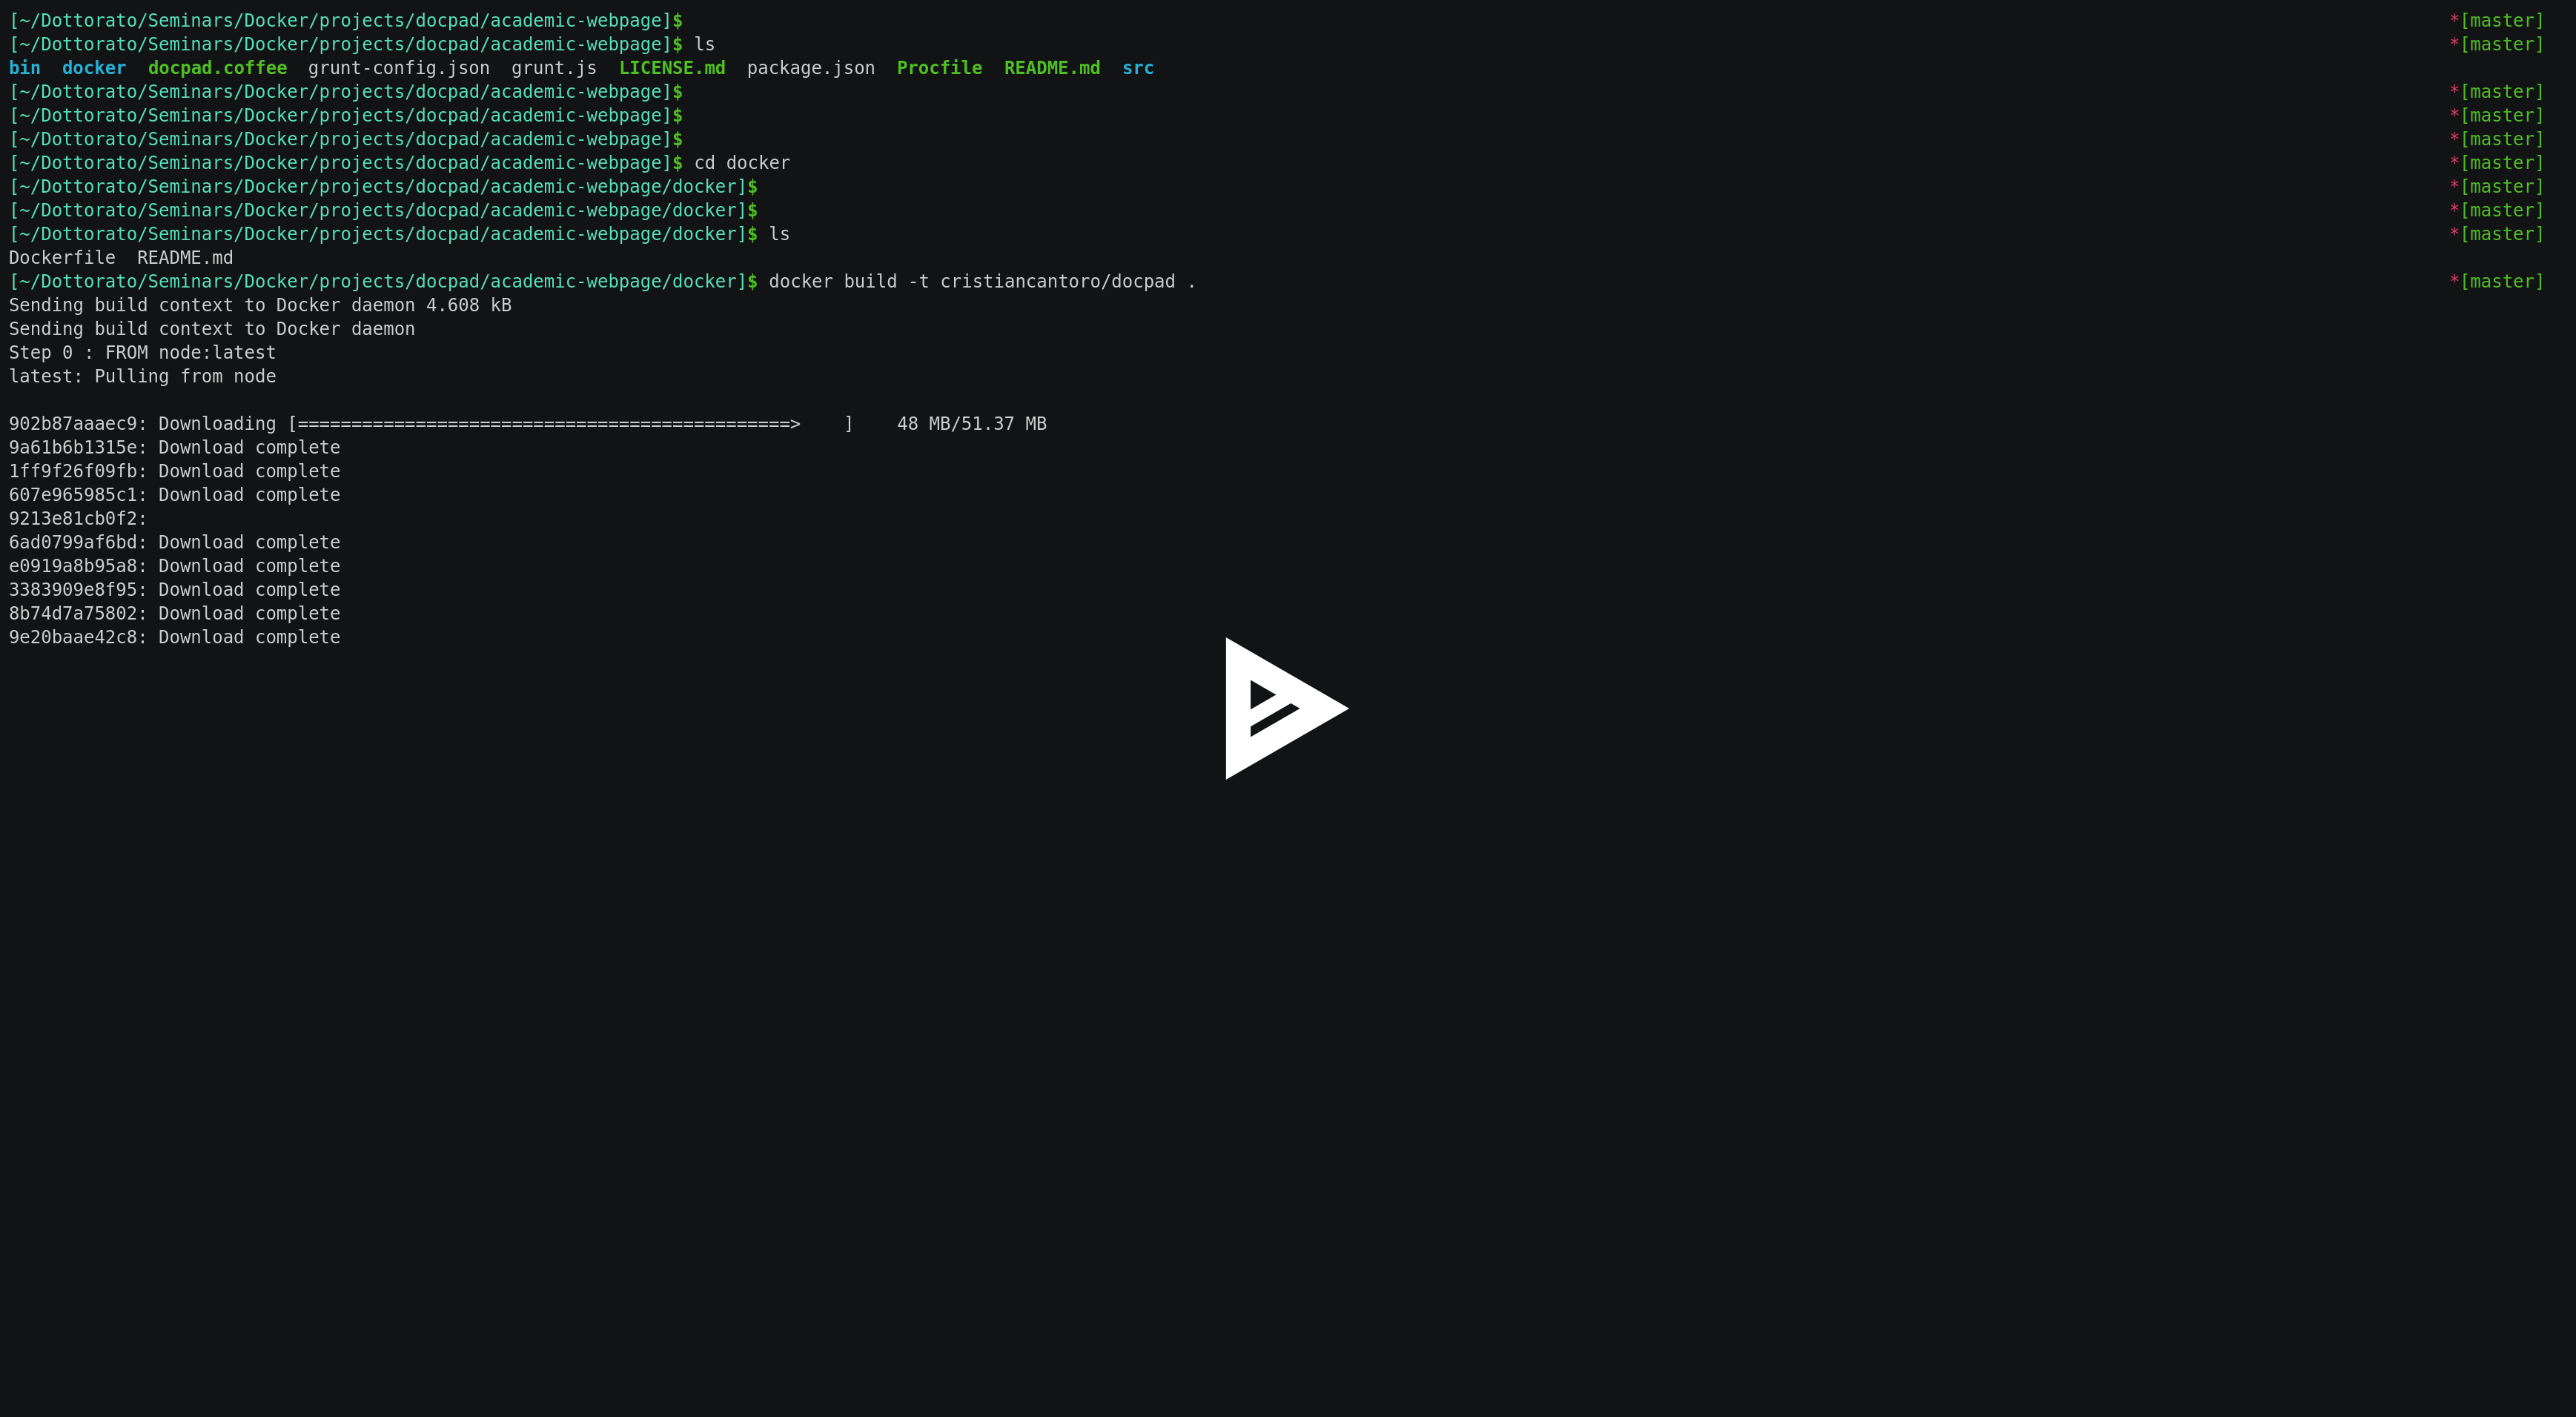 [~/Dottorato/Seminars/Docker/projects/docpad/academic-webpage]$ *[master]
[~/Dottorato/Seminars/Docker/projects/docpad/academic-webpage]$ ls *[master]
bin  docker  docpad.coffee  grunt-config.json  grunt.js  LICENSE.md  package.json  Procfile  README.md  src
[~/Dottorato/Seminars/Docker/projects/docpad/academic-webpage]$ *[master]
[~/Dottorato/Seminars/Docker/projects/docpad/academic-webpage]$ *[master]
[~/Dottorato/Seminars/Docker/projects/docpad/academic-webpage]$ *[master]
[~/Dottorato/Seminars/Docker/projects/docpad/academic-webpage]$ cd docker *[master]
[~/Dottorato/Seminars/Docker/projects/docpad/academic-webpage/docker]$ *[master]
[~/Dottorato/Seminars/Docker/projects/docpad/academic-webpage/docker]$ *[master]
[~/Dottorato/Seminars/Docker/projects/docpad/academic-webpage/docker]$ ls *[master]
Dockerfile  README.md
[~/Dottorato/Seminars/Docker/projects/docpad/academic-webpage/docker]$ docker build -t cristiancantoro/docpad . *[master]
Sending build context to Docker daemon 4.608 kB
Sending build context to Docker daemon
Step 0 : FROM node:latest
latest: Pulling from node
902b87aaaec9: Downloading [==============================================>    ]    48 MB/51.37 MB
9a61b6b1315e: Download complete
1ff9f26f09fb: Download complete
607e965985c1: Download complete
9213e81cb0f2:
6ad0799af6bd: Download complete
e0919a8b95a8: Download complete
3383909e8f95: Download complete
8b74d7a75802: Download complete
9e20baae42c8: Download complete